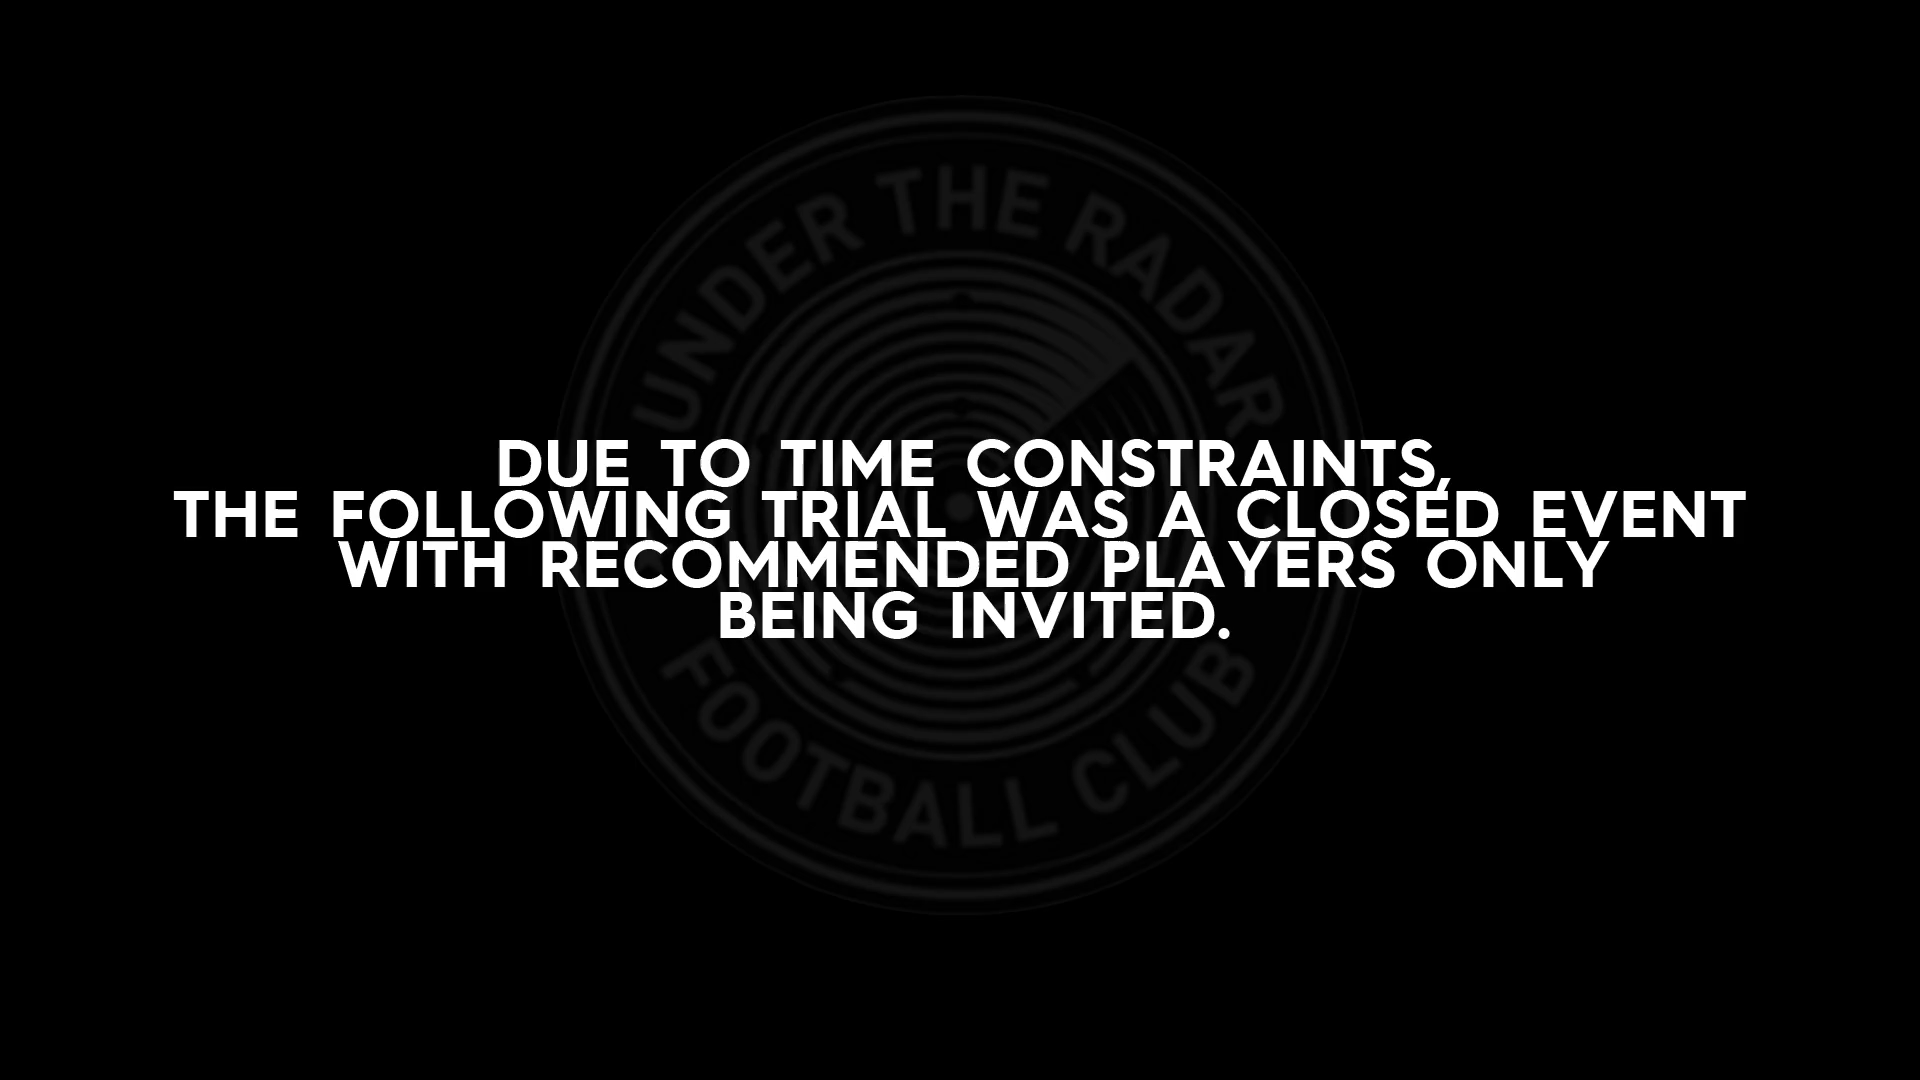 UNDER THE RADAR
DUE TO TIME CONSTRAINTS,
THE FOLLOWING TRIAL WAS A CLOSED EVENT
WITH RECOMMENDED PLAYERS ONLY
BEING INVITED.
FOOTBALL CLUB